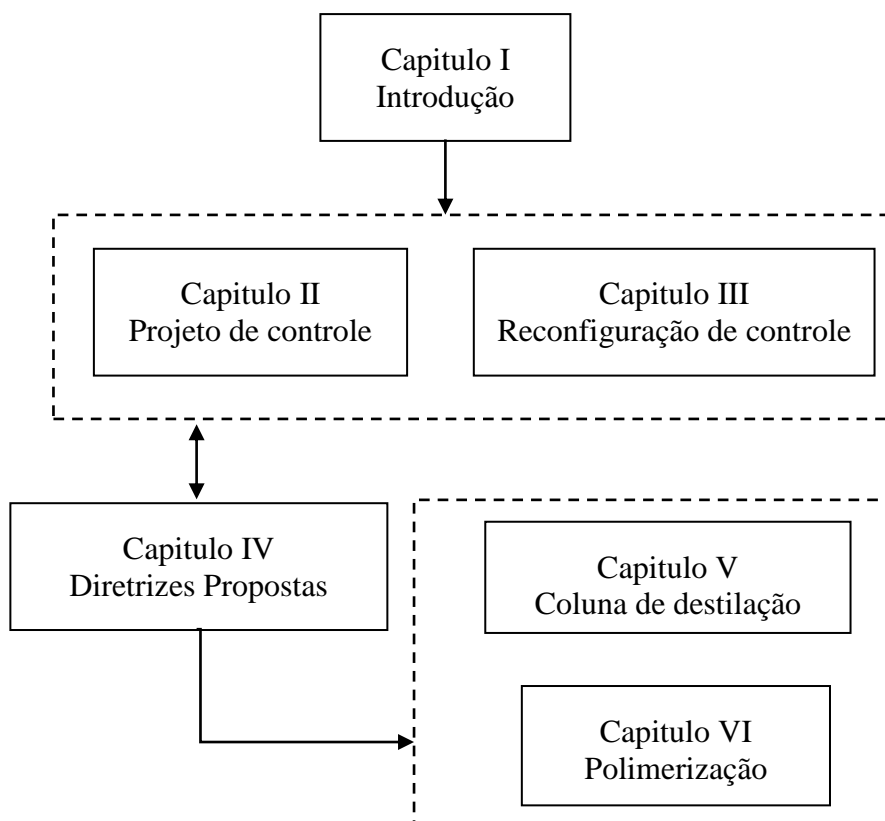 Capitulo I
Introdução
Capitulo II
Projeto de controle
Capitulo III
Reconfiguração de controle
Capitulo IV
Diretrizes Propostas
Capitulo V
Coluna de destilação
Capitulo VI
Polimerização